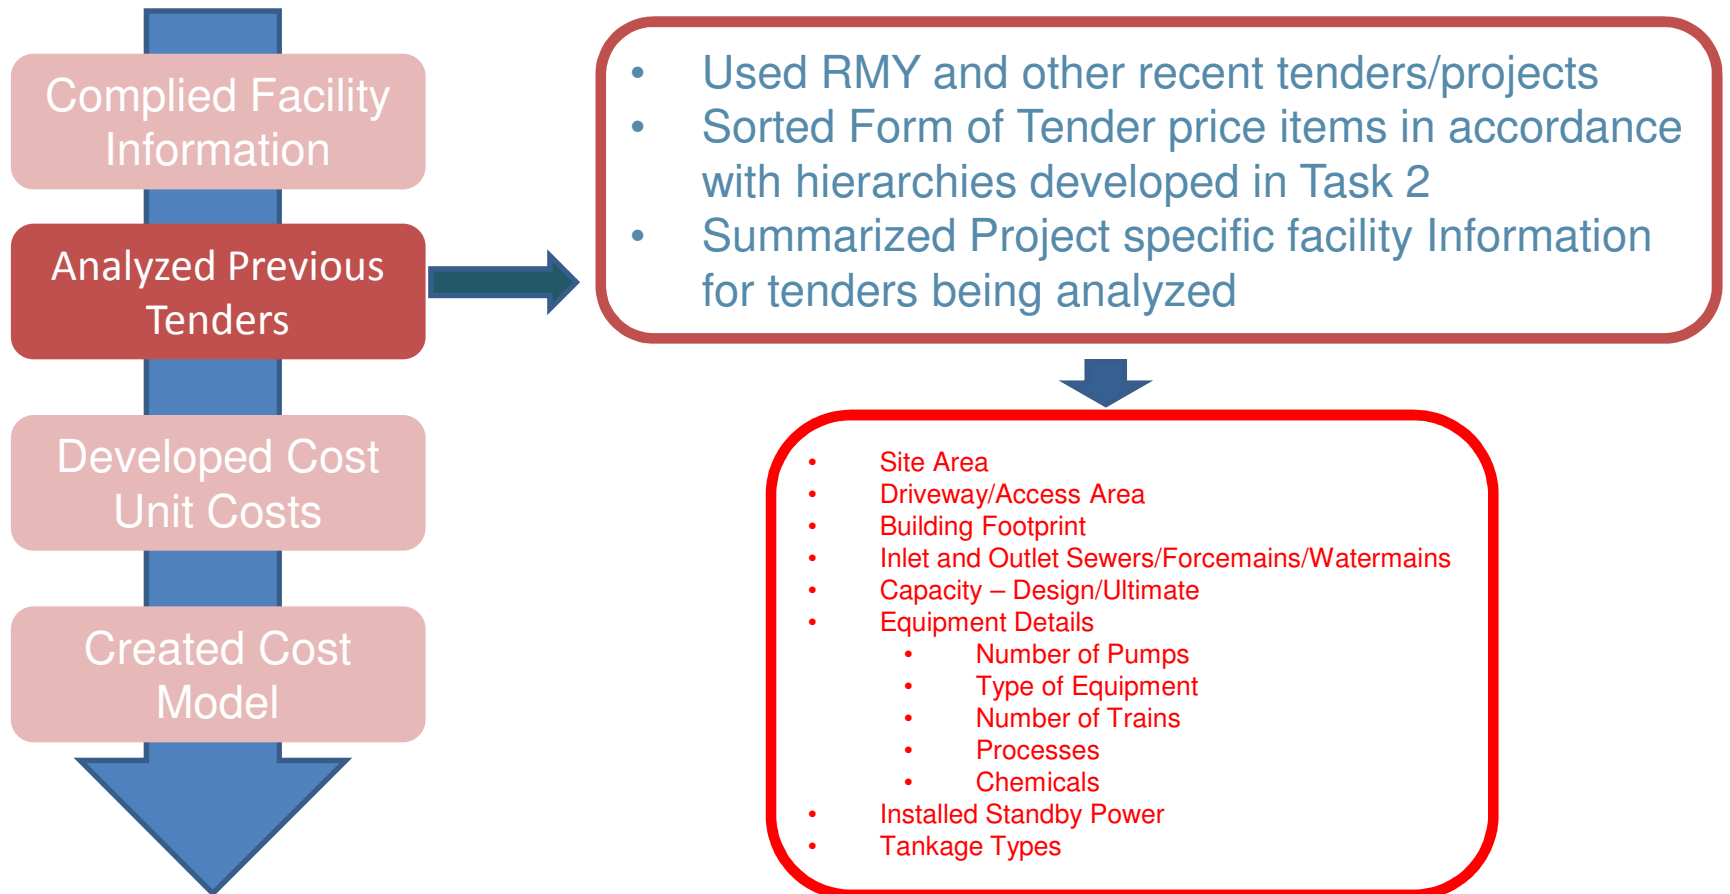 Complied Facility
Information
Analyzed Previous
Tenders
Developed Cost
Unit Costs
Created Cost
Model
• Used RMY and other recent tenders/projects
• Sorted Form of Tender price items in accordance
with hierarchies developed in Task 2
• Summarized Project specific facility Information
for tenders being analyzed
• Site Area
• Driveway/Access Area
• Building Footprint
• Inlet and Outlet Sewers/Forcemains/Watermains
• Capacity – Design/Ultimate
• Equipment Details
• Number of Pumps
• Type of Equipment
• Number of Trains
• Processes
• Chemicals
• Installed Standby Power
• Tankage Types